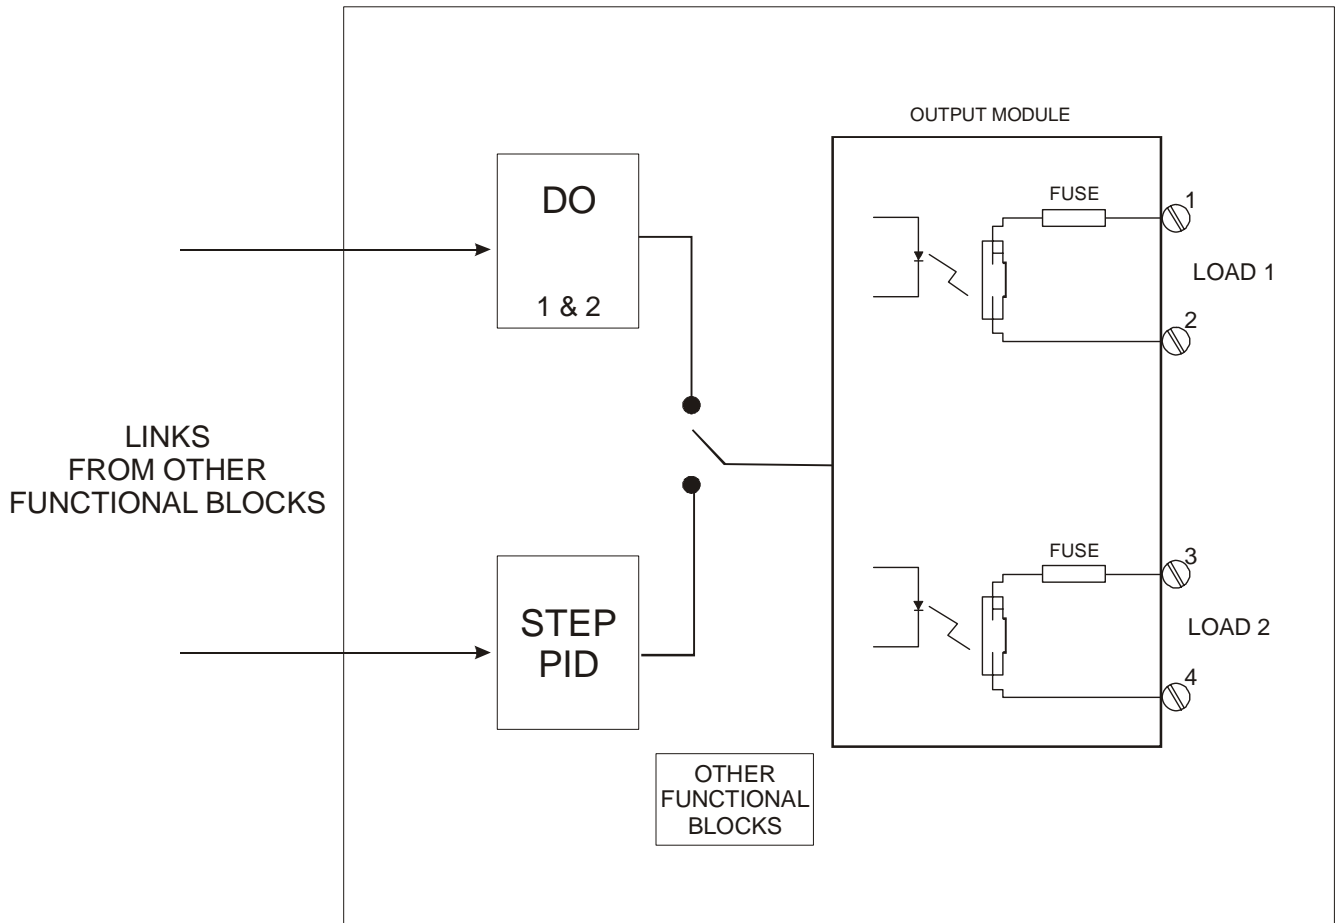 OUTPUT MODULE
DO
1 & 2
FUSE
1
LOAD 1
2
LINKS
FROM OTHER
FUNCTIONAL BLOCKS
STEP
PID
FUSE
3
LOAD 2
4
OTHER
FUNCTIONAL
BLOCKS